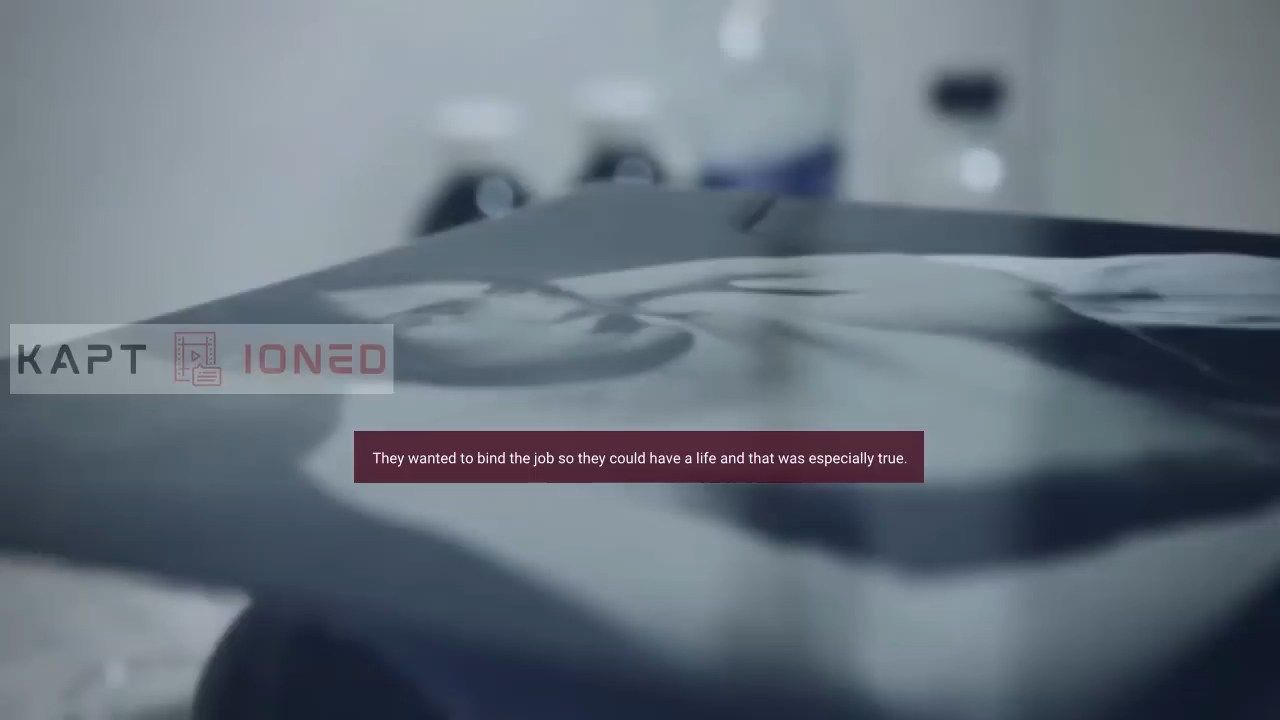 KAPT IONED
They wanted to bind the job so they could have a life and that was especially true.